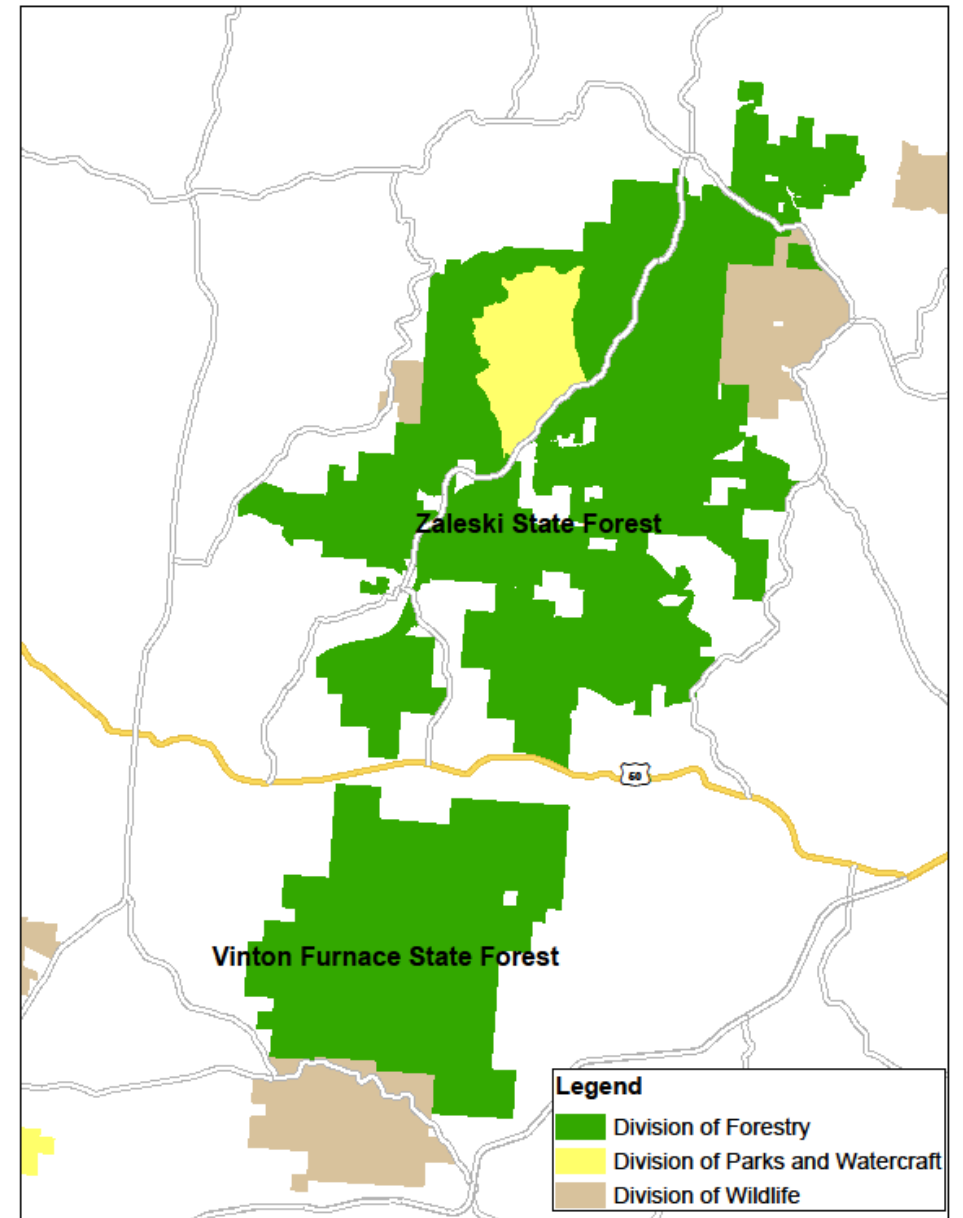 Zaleski State Forest
60
Vinton Furnace State Forest
Legend
Division of Forestry
Division of Parks and Watercraft
Division of Wildlife